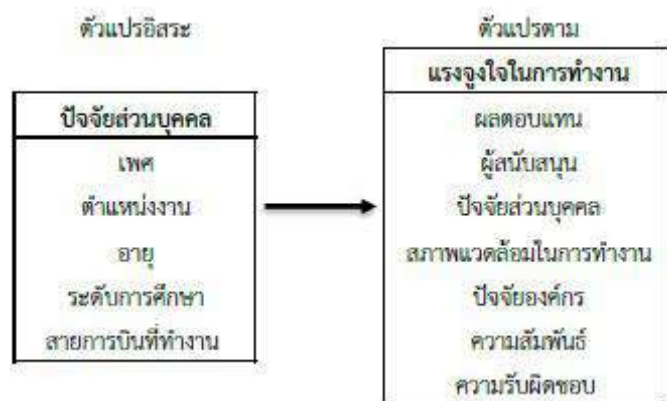 ตัวแปรอิสระ
ปัจจัยส่วนบุคคล
เพศ
ตำแหน่งงาน
อายุ
ระดับการศึกษา
สายการบินที่ทำงาน
ตัวแปรตาม
แรงจูงใจในการทำงาน
ผลตอบแทน
ผู้สนับสนุน
ปัจจัยส่วนบุคคล
สภาพแวดล้อมในการทำงาน
ปัจจัยองค์กร
ความสัมพันธ์
ความรับผิดชอบ